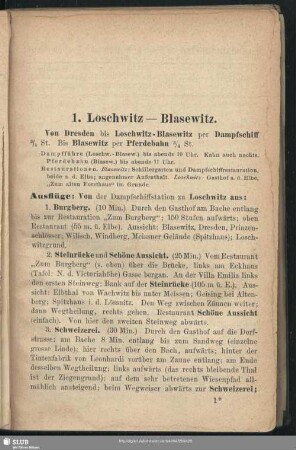 1. Loschwitz — Blasewitz.
Von Dresden bis Loschwitz-Blasewitz per Dampfschiff
¾ St. Bis Blasewitz per Pferdebahn ¾ St.
Dampffähre (Loschw.-Blasew.) bis abends 10 Uhr. Kahn auch nachts.
Pferdebahn (Blasew.) bis abends 11 Uhr.
Restaurationen. Blasewitz: Schillergarten und Dampfschiffrestauration,
beide a. d. Elbe; angenehmer Aufenthalt. Loschwitz: Gasthof a. d. Elbe,
„Zum alten Forsthaus" im Grunde.
Ausflüge: Von der Dampfschiffstation zu Loschwitz aus:
1. Burgberg. (10 Min.) Durch den Gasthof am Bache entlang
bis zur Restauration „Zum Burgberg"; 150 Stufen aufwärts; oben
Restaurant (55 m. ü. Elbe). Aussicht: Blasewitz, Dresden, Prinzen-
schlösser; Wilisch, Windberg, Meissner Gelände (Spitzhaus); Losch-
witzgrund.
2. Steinrücke und Schöne Aussicht. (25 Min.) Vom Restaurant
„Zum Burgberg" (s. oben) über die Brücke, links am Eckhaus
(Tafel: N. d. Victoriahöhe) Gasse bergan. An der Villa Emilia links
den ersten Steinweg; Bank auf der Steinrücke (105 m ü. E.). Aus-
sicht: Elbthal von Wachwitz bis unter Meissen; Geising bei Alten-
berg; Spitzhaus i. d. Lössnitz. Den Weg zwischen Zäunen weiter;
dann Wegtheilung, rechts gehen. Restaurant Schöne Aussicht
(einfach). Von hier den zweiten Steinweg abwärts.
3. Schweizerei. (30 Min.) Durch den Gasthof auf die Dorf-
strasse; am Bache 8 Min. entlang bis zum Sandweg (einzelne
grosse Linde); hier rechts über den Bach, aufwärts; hinter der
Tintenfabrik von Leonhardi vorüber am Zaune entlang; am Ende
desselben Wegtheilung; links aufwärts (das rechts bleibende Thal
ist der Ziegengrund); auf dem sehr betretenen Wiesenpfad all-
mählich ansteigend; beim Wegweiser abwärts zur Schweizerei;
1*
SLUB